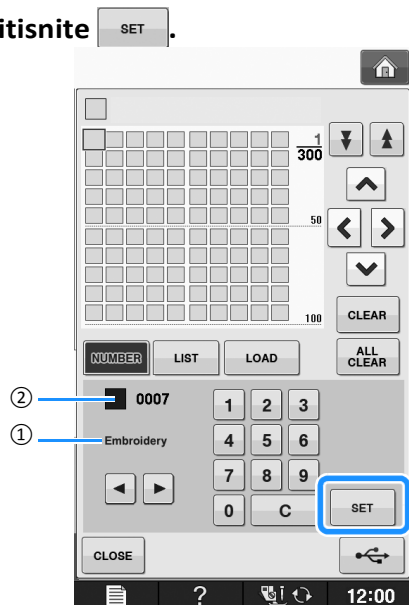 itisnite SET.
1
300
50
100
CLEAR
NUMBER LIST LOAD ALL CLEAR
② 0007
1 2 3
① Embroidery 4 5 6
7 8 9
0 C SET
CLOSE
? 12:00